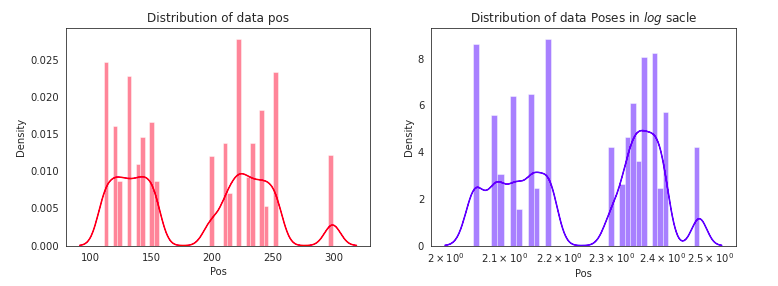 Distribution of data pos
Density
0.025
0.020
0.015
0.010
0.005
0.000
100
150
200
250
300
Pos
Distribution of data Poses in log sacle
Density
8
6
4
2
0
2 × 10⁰
2.1 × 10⁰
2.2 × 10⁰
2.3 × 10⁰
2.4 × 10⁰
2.5 × 10⁰
Pos